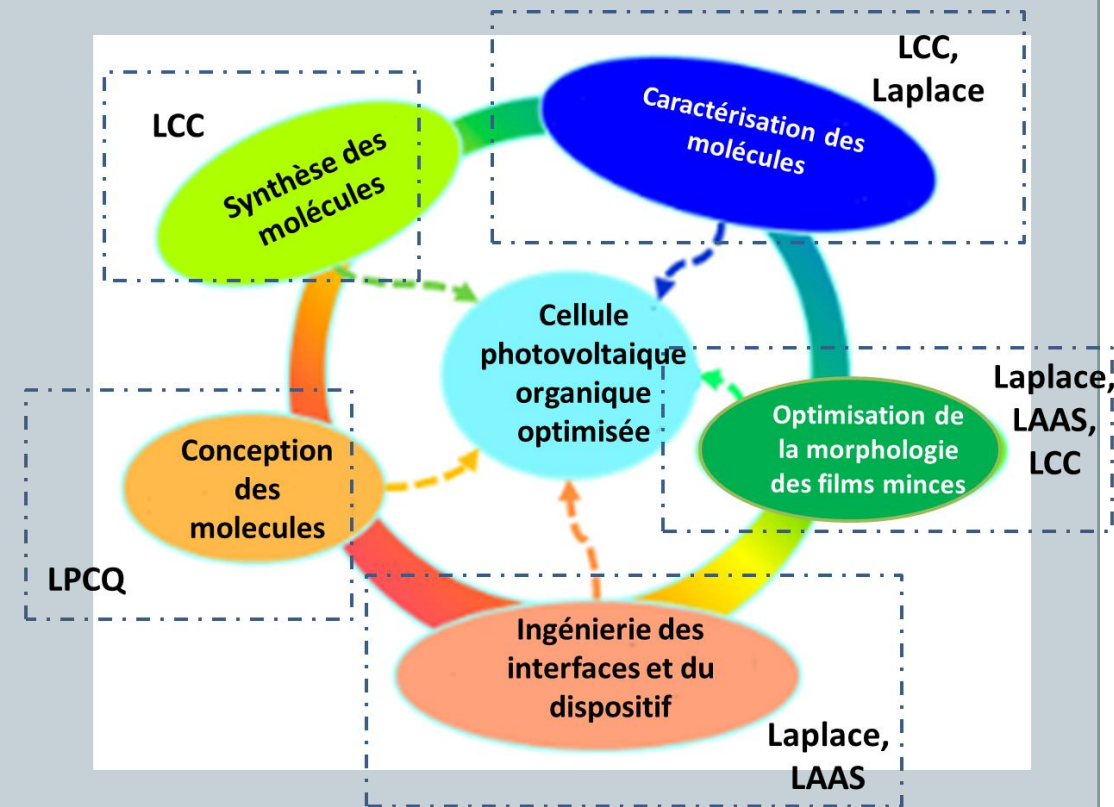 LCC,
Laplace
Caractérisation des
molécules
LCC
Synthèse des
molécules
Cellule
photovoltaique
organique
optimisée
Laplace,
LAAS,
LCC
Optimisation de
la morphologie
des films minces
Conception
des
molecules
LPCQ
Ingénierie des
interfaces et du
dispositif
Laplace,
LAAS